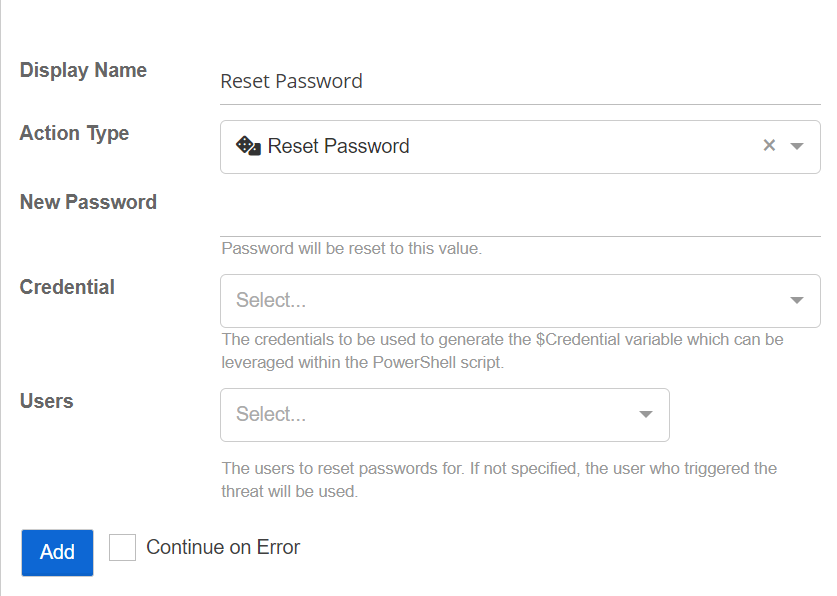 Display Name
Reset Password
Action Type
Reset Password
New Password
Password will be reset to this value.
Credential
Select...
The credentials to be used to generate the $Credential variable which can be
leveraged within the PowerShell script.
Users
Select...
The users to reset passwords for. If not specified, the user who triggered the
threat will be used.
Add
Continue on Error